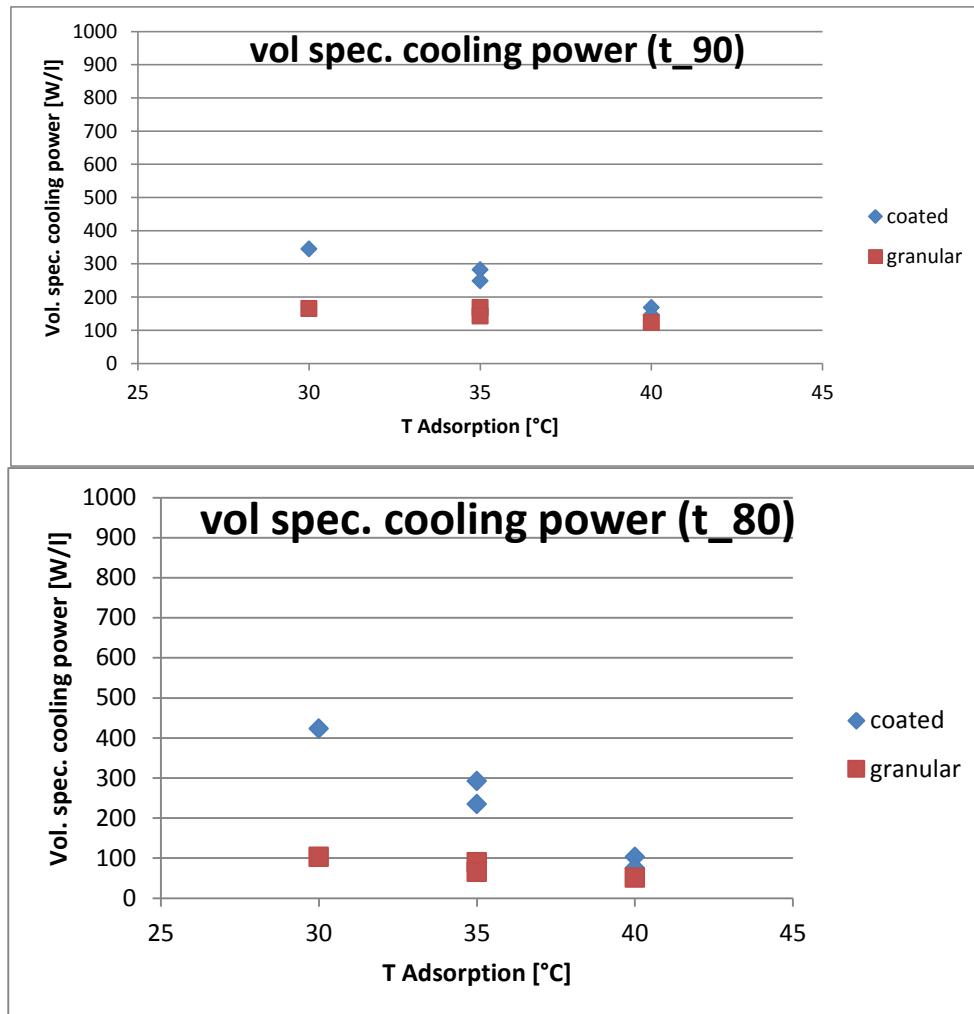 vol spec. cooling power (t_90)
Vol. spec. cooling power [W/l]
1000
900
800
700
600
500
400
300
200
100
0
25 30 35 40 45
T Adsorption [°C]
coated
granular
vol spec. cooling power (t_80)
Vol. spec. cooling power [W/l]
1000
900
800
700
600
500
400
300
200
100
0
25 30 35 40 45
T Adsorption [°C]
coated
granular